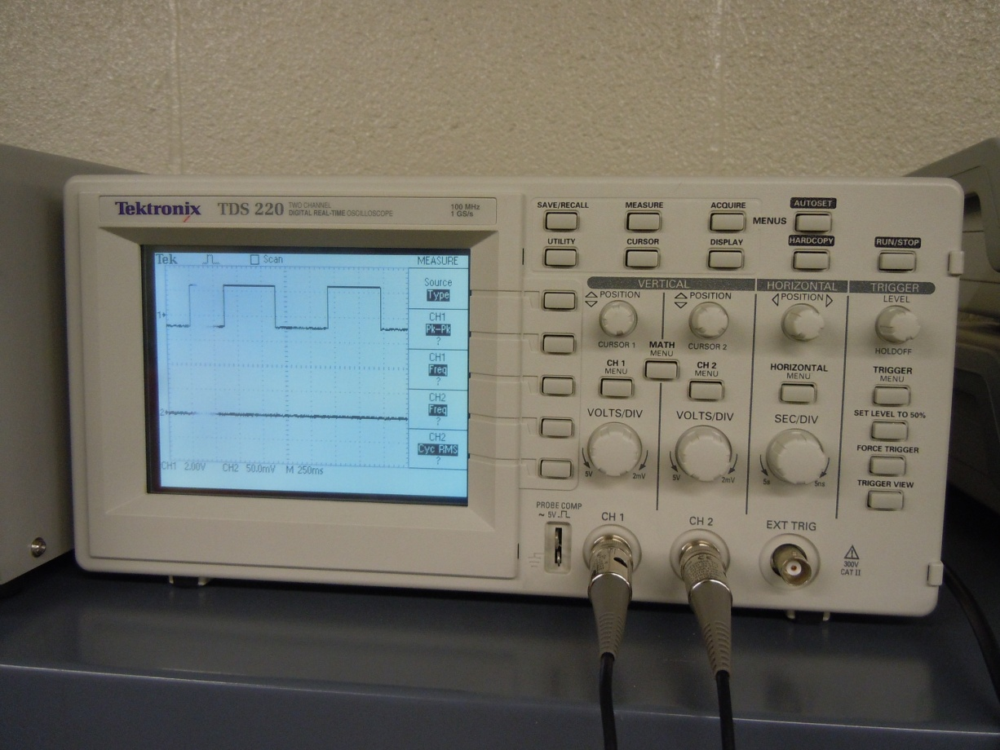 Tektronix TDS 220 TWO CHANNEL
DIGITAL REAL-TIME OSCILLOSCOPE
100 MHz
1 GS/s
Tek Scan MEASURE
Source
Type
CH1
Pk-Pk
?
CH1
Freq
?
CH2
Freq
?
CH2
Cyc RMS
?
1
2
CH1 2.00V CH2 50.0mV M 250ms
SAVE/RECALL MEASURE ACQUIRE AUTOSET
MENUS
UTILITY CURSOR DISPLAY HARDCOPY RUN/STOP
VERTICAL HORIZONTAL TRIGGER
POSITION POSITION POSITION LEVEL
CURSOR 1 CURSOR 2 HOLDOFF
MATH
MENU
CH 1
MENU
CH 2
MENU
HORIZONTAL
MENU
TRIGGER
MENU
VOLTS/DIV VOLTS/DIV SEC/DIV
SET LEVEL TO 50%
FORCE TRIGGER
5V 2mV 5V 2mV 5s 5ns
TRIGGER VIEW
PROBE COMP
~ 5V
CH 1 CH 2 EXT TRIG
300V
CAT II